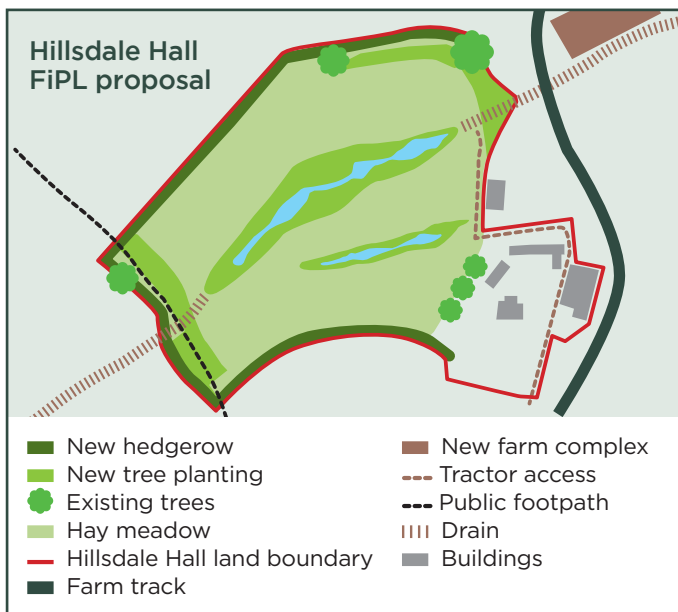 Hillsdale Hall
FiPL proposal
New hedgerow
New tree planting
Existing trees
Hay meadow
Hillsdale Hall land boundary
Farm track
New farm complex
Tractor access
Public footpath
Drain
Buildings